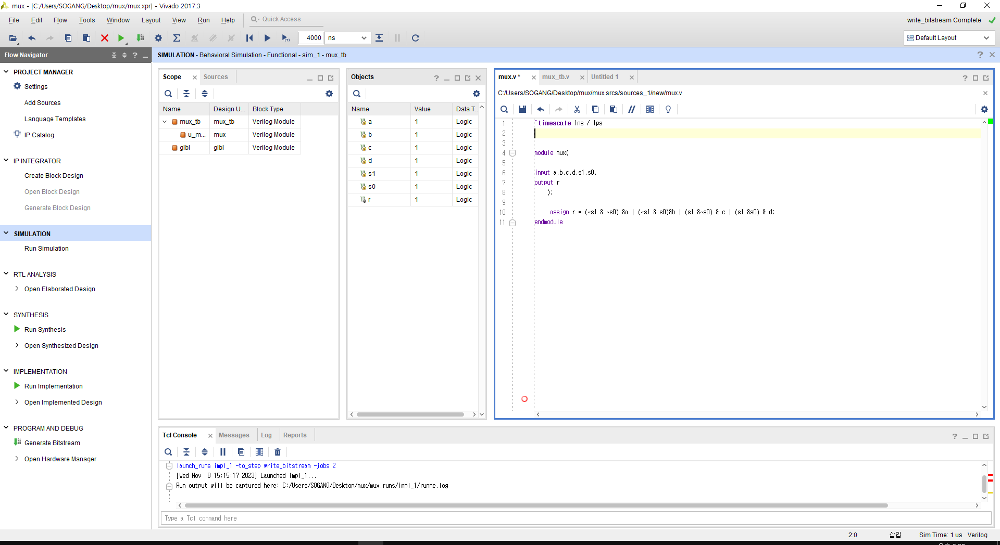 mux - [C:/Users/SOGANG/Desktop/mux/mux.xpr] - Vivado 2017.3
File Edit Flow Tools Window Layout View Run Help Quick Access
write_bitstream Complete
4000 ns
Default Layout
Flow Navigator
PROJECT MANAGER
Settings
Add Sources
Language Templates
IP Catalog
IP INTEGRATOR
Create Block Design
Open Block Design
Generate Block Design
SIMULATION
Run Simulation
RTL ANALYSIS
Open Elaborated Design
SYNTHESIS
Run Synthesis
Open Synthesized Design
IMPLEMENTATION
Run Implementation
Open Implemented Design
PROGRAM AND DEBUG
Generate Bitstream
Open Hardware Manager
SIMULATION - Behavioral Simulation - Functional - sim_1 - mux_tb
Scope Sources
Name Design U... Block Type
mux_tb mux_tb Verilog Module
u_m... mux Verilog Module
glbl glbl Verilog Module
Objects
Name Value Data T...
a 1 Logic
b 1 Logic
c 1 Logic
d 1 Logic
s1 1 Logic
s0 1 Logic
r 1 Logic
mux.v * mux_tb.v Untitled 1
C:/Users/SOGANG/Desktop/mux/mux.srcs/sources_1/new/mux.v
1 `timescale 1ns / 1ps
2
3
4 module mux(
5
6 input a,b,c,d,s1,s0,
7 output r
8 );
9
10 assign r = (~s1 & ~s0) &a | (~s1 & s0)&b | (s1 &~s0) & c | (s1 &s0) & d;
11 endmodule
Tcl Console Messages Log Reports
launch_runs impl_1 -to_step write_bitstream -jobs 2
[Wed Nov  8 15:15:17 2023] Launched impl_1...
Run output will be captured here: C:/Users/SOGANG/Desktop/mux/mux.runs/impl_1/runme.log
Type a Tcl command here
2:0 삽입 Sim Time: 1 us Verilog